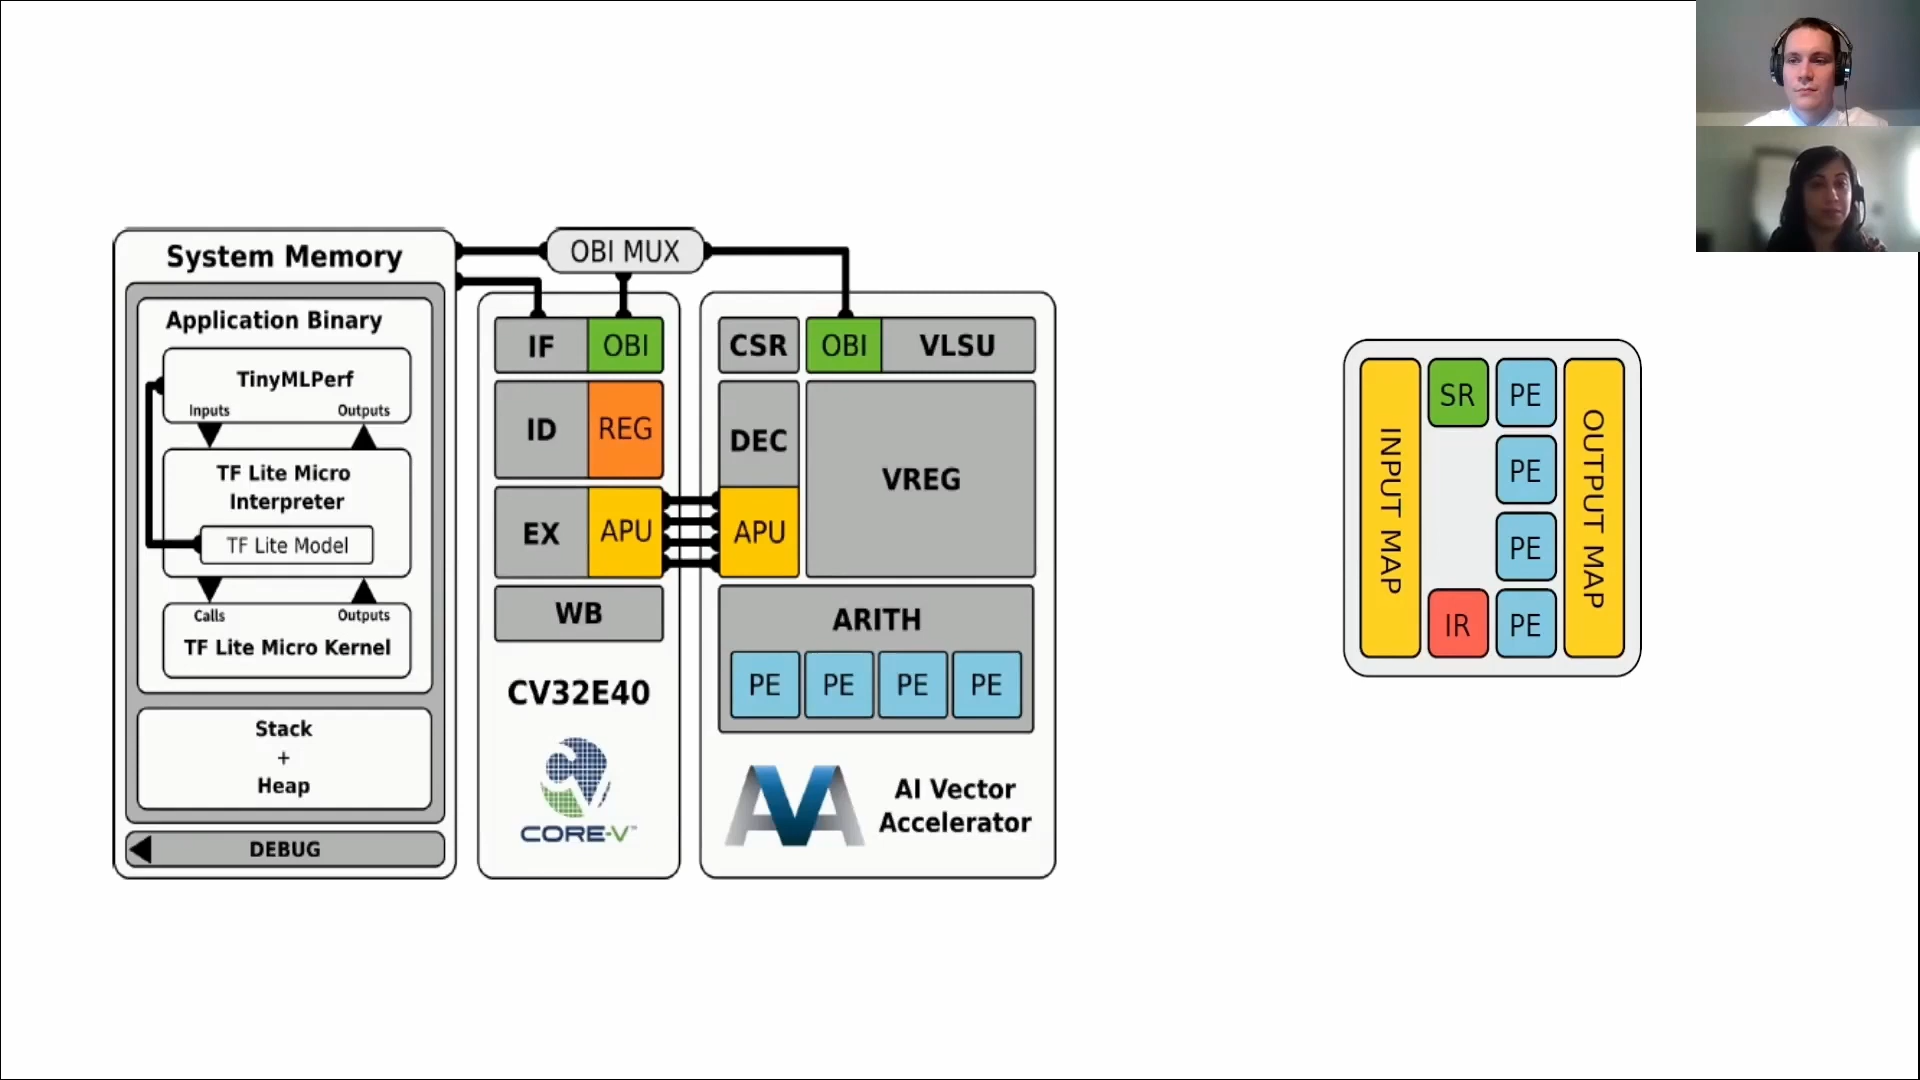 System Memory
Application Binary
TinyMLPerf
Inputs
Outputs
TF Lite Micro
Interpreter
TF Lite Model
Calls
Outputs
TF Lite Micro Kernel
Stack
+
Heap
DEBUG
OBI MUX
IF
OBI
ID
REG
EX
APU
WB
CV32E40
CORE-V™
CSR
OBI
VLSU
DEC
VREG
APU
ARITH
PE
PE
PE
PE
AVA
AI Vector
Accelerator
INPUT MAP
SR
PE
PE
PE
IR
PE
OUTPUT MAP